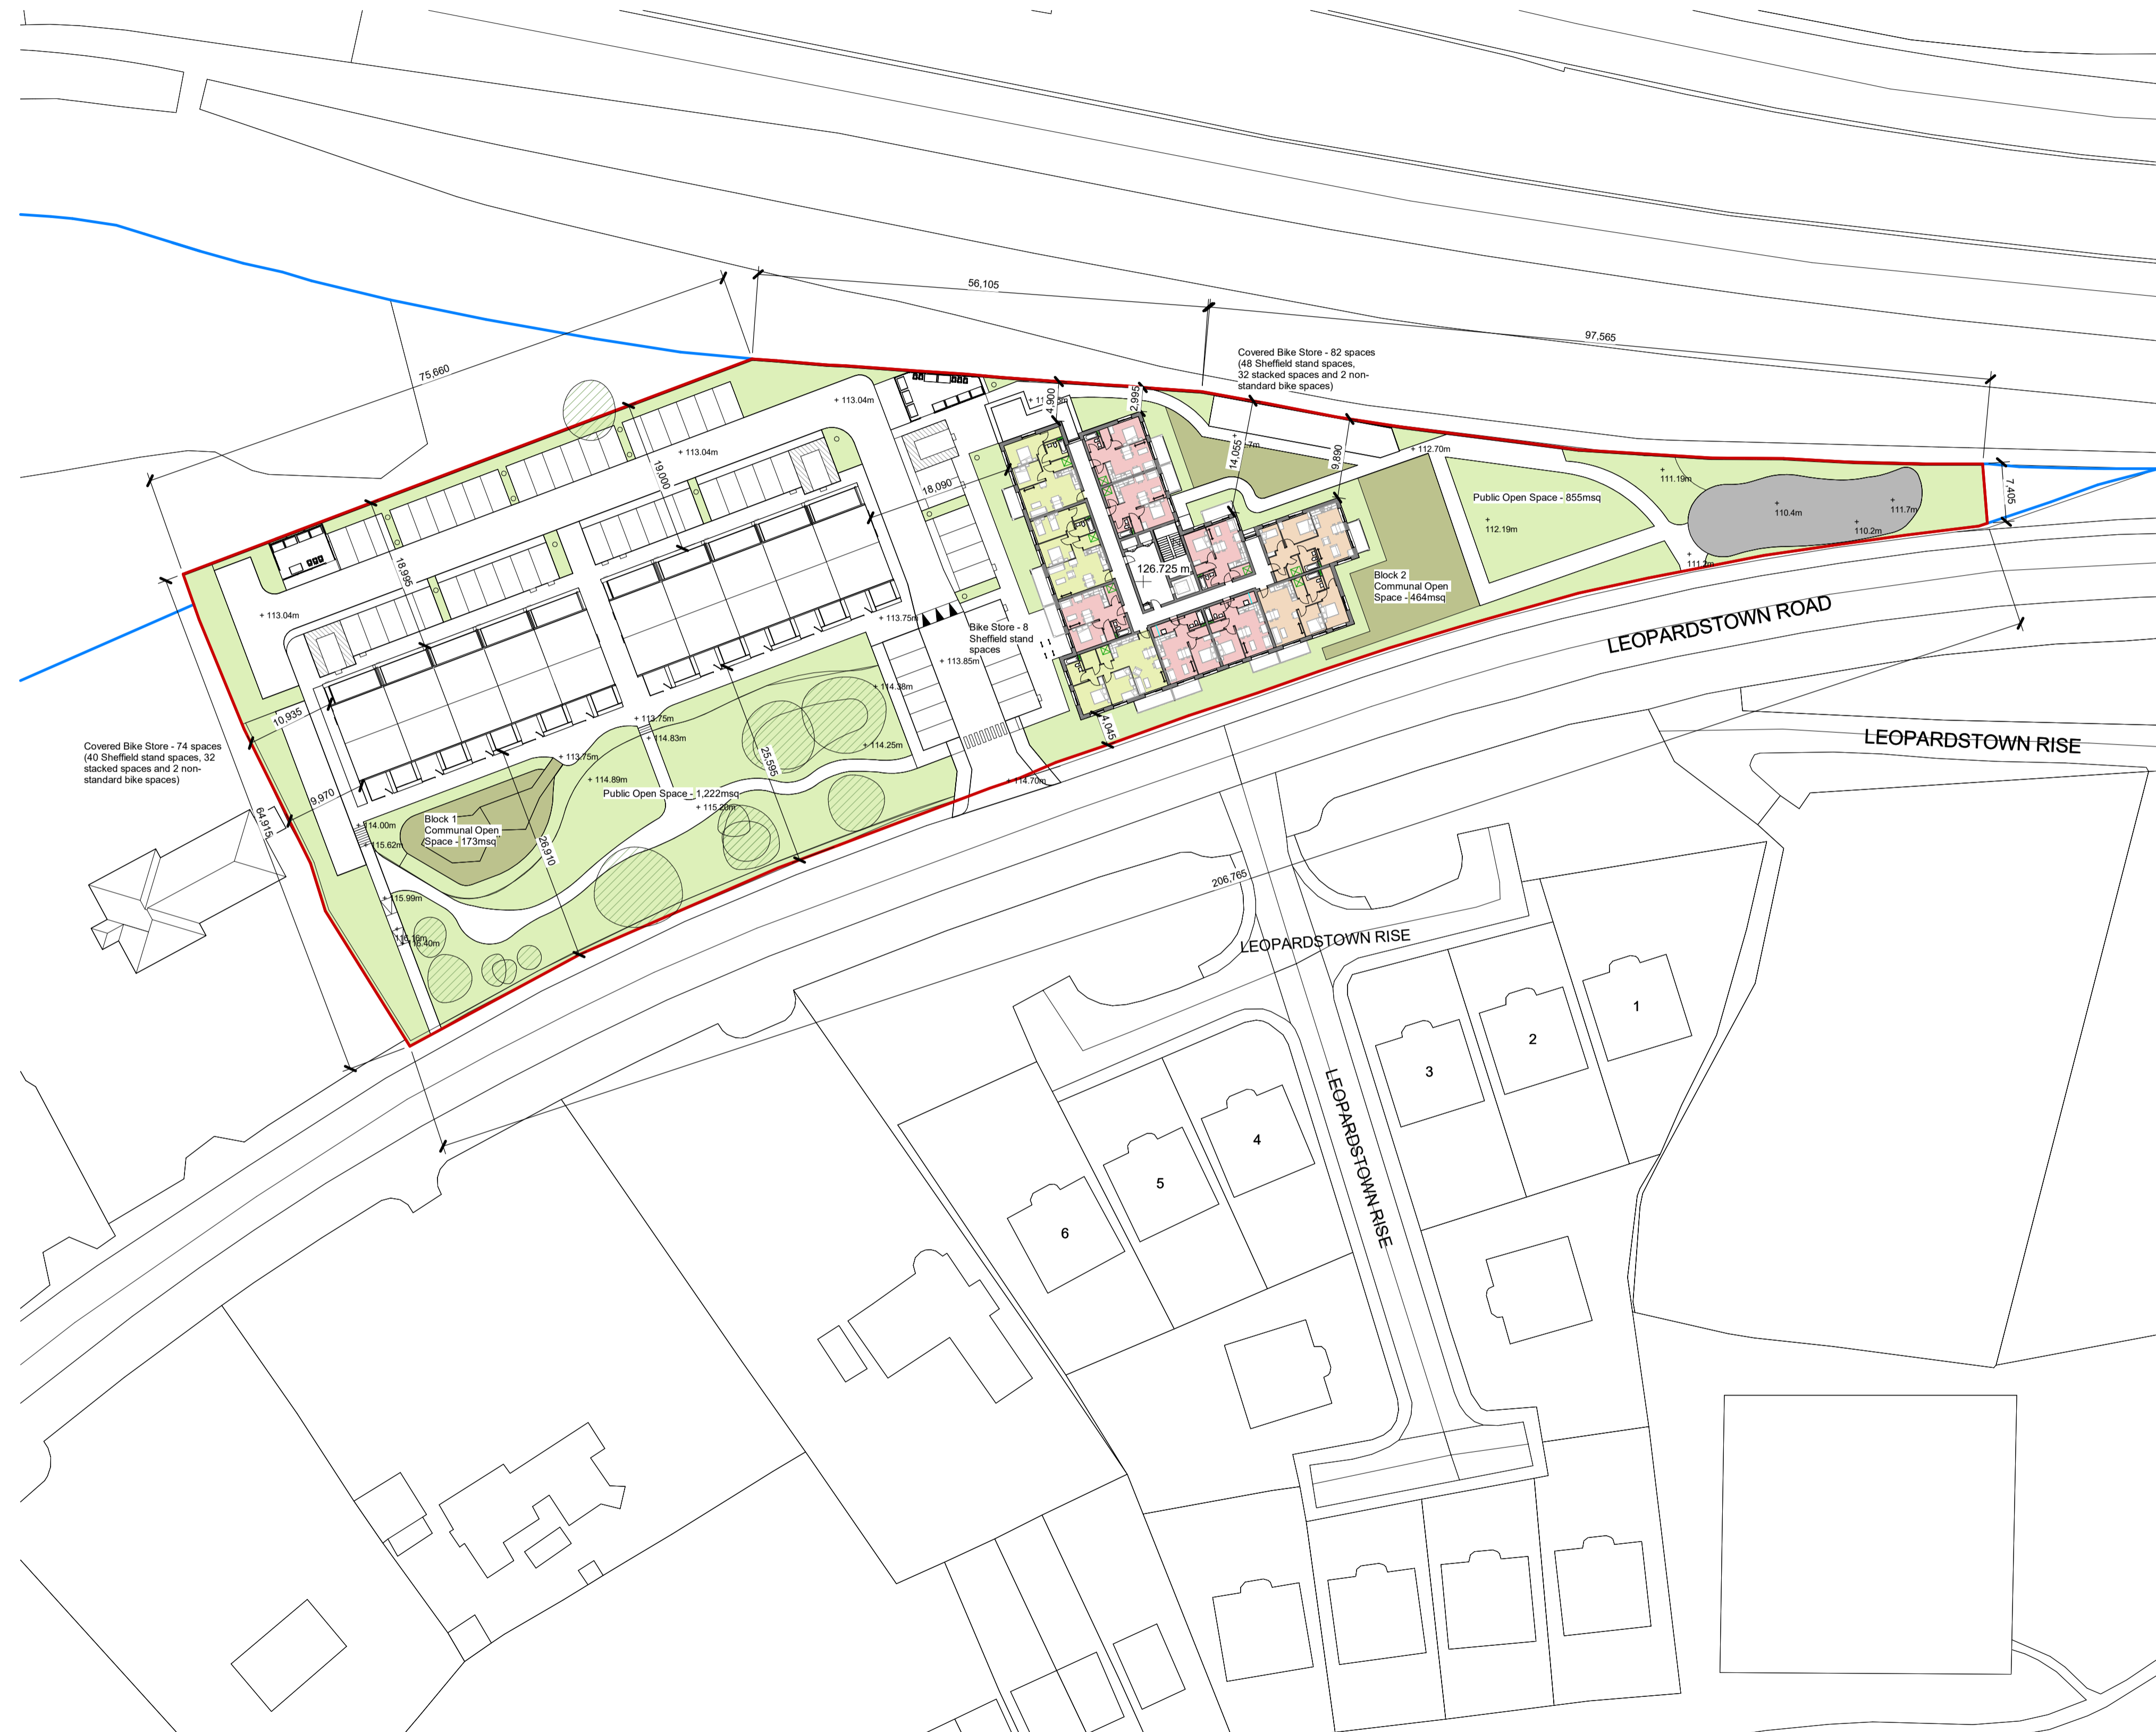 56,105
97,565
75,660
Covered Bike Store - 82 spaces
(48 Sheffield stand spaces,
32 stacked spaces and 2 non-
standard bike spaces)
4,900
2,995
14,055
9,890
+ 113.04m
+ 113.04m
19,000
18,090
+ 112.70m
Public Open Space - 855msq
112.19m
111.19m
110.4m
111.7m
110.2m
7,405
18,995
+ 113.04m
126.725 m
Block 2
Communal Open
Space - 464msq
+ 113.75m
Bike Store - 8
Sheffield stand
spaces
+ 113.85m
LEOPARDSTOWN ROAD
+ 114.38m
10,935
+ 113.75m
+ 114.83m
+ 114.25m
4,045
LEOPARDSTOWN RISE
Covered Bike Store - 74 spaces
(40 Sheffield stand spaces, 32
stacked spaces and 2 non-
standard bike spaces)
+ 113.75m
25,595
+ 114.89m
+ 114.70m
Public Open Space - 1,222msq
9,970
64,915
+ 114.00m
+ 115.62m
Block 1
Communal Open
Space - 173msq
26,910
206,765
+ 115.99m
LEOPARDSTOWN RISE
1
2
3
LEOPARDSTOWN RISE
4
5
6